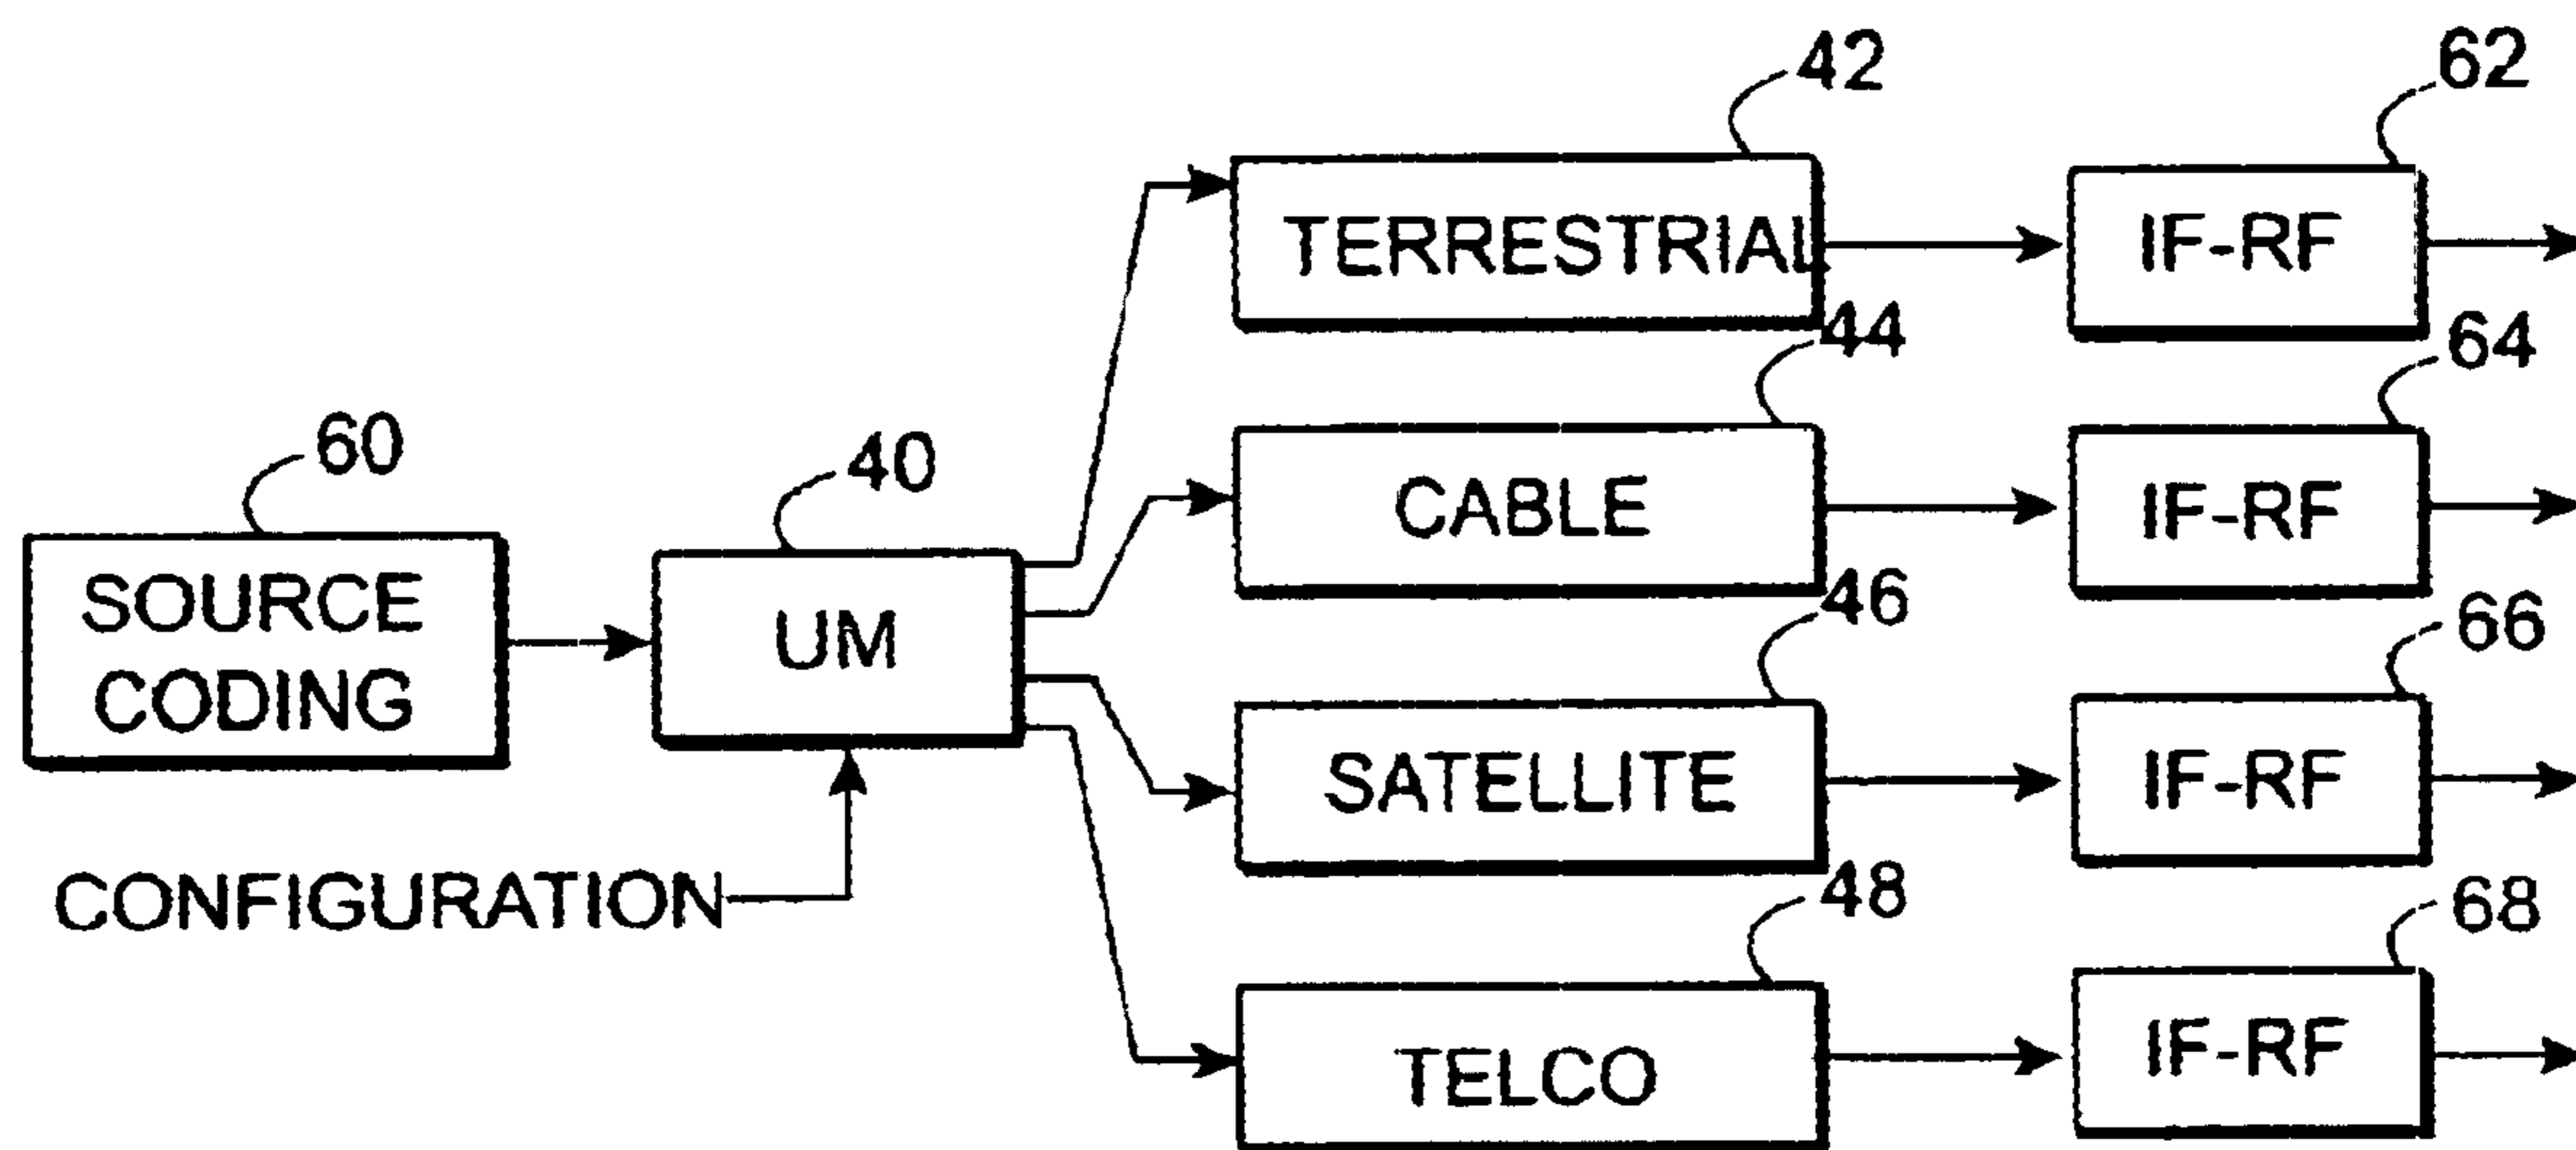 42
62
TERRESTRIAL
IF-RF
44
64
60
40
CABLE
IF-RF
SOURCE
CODING
UM
46
66
SATELLITE
IF-RF
CONFIGURATION
48
68
TELCO
IF-RF